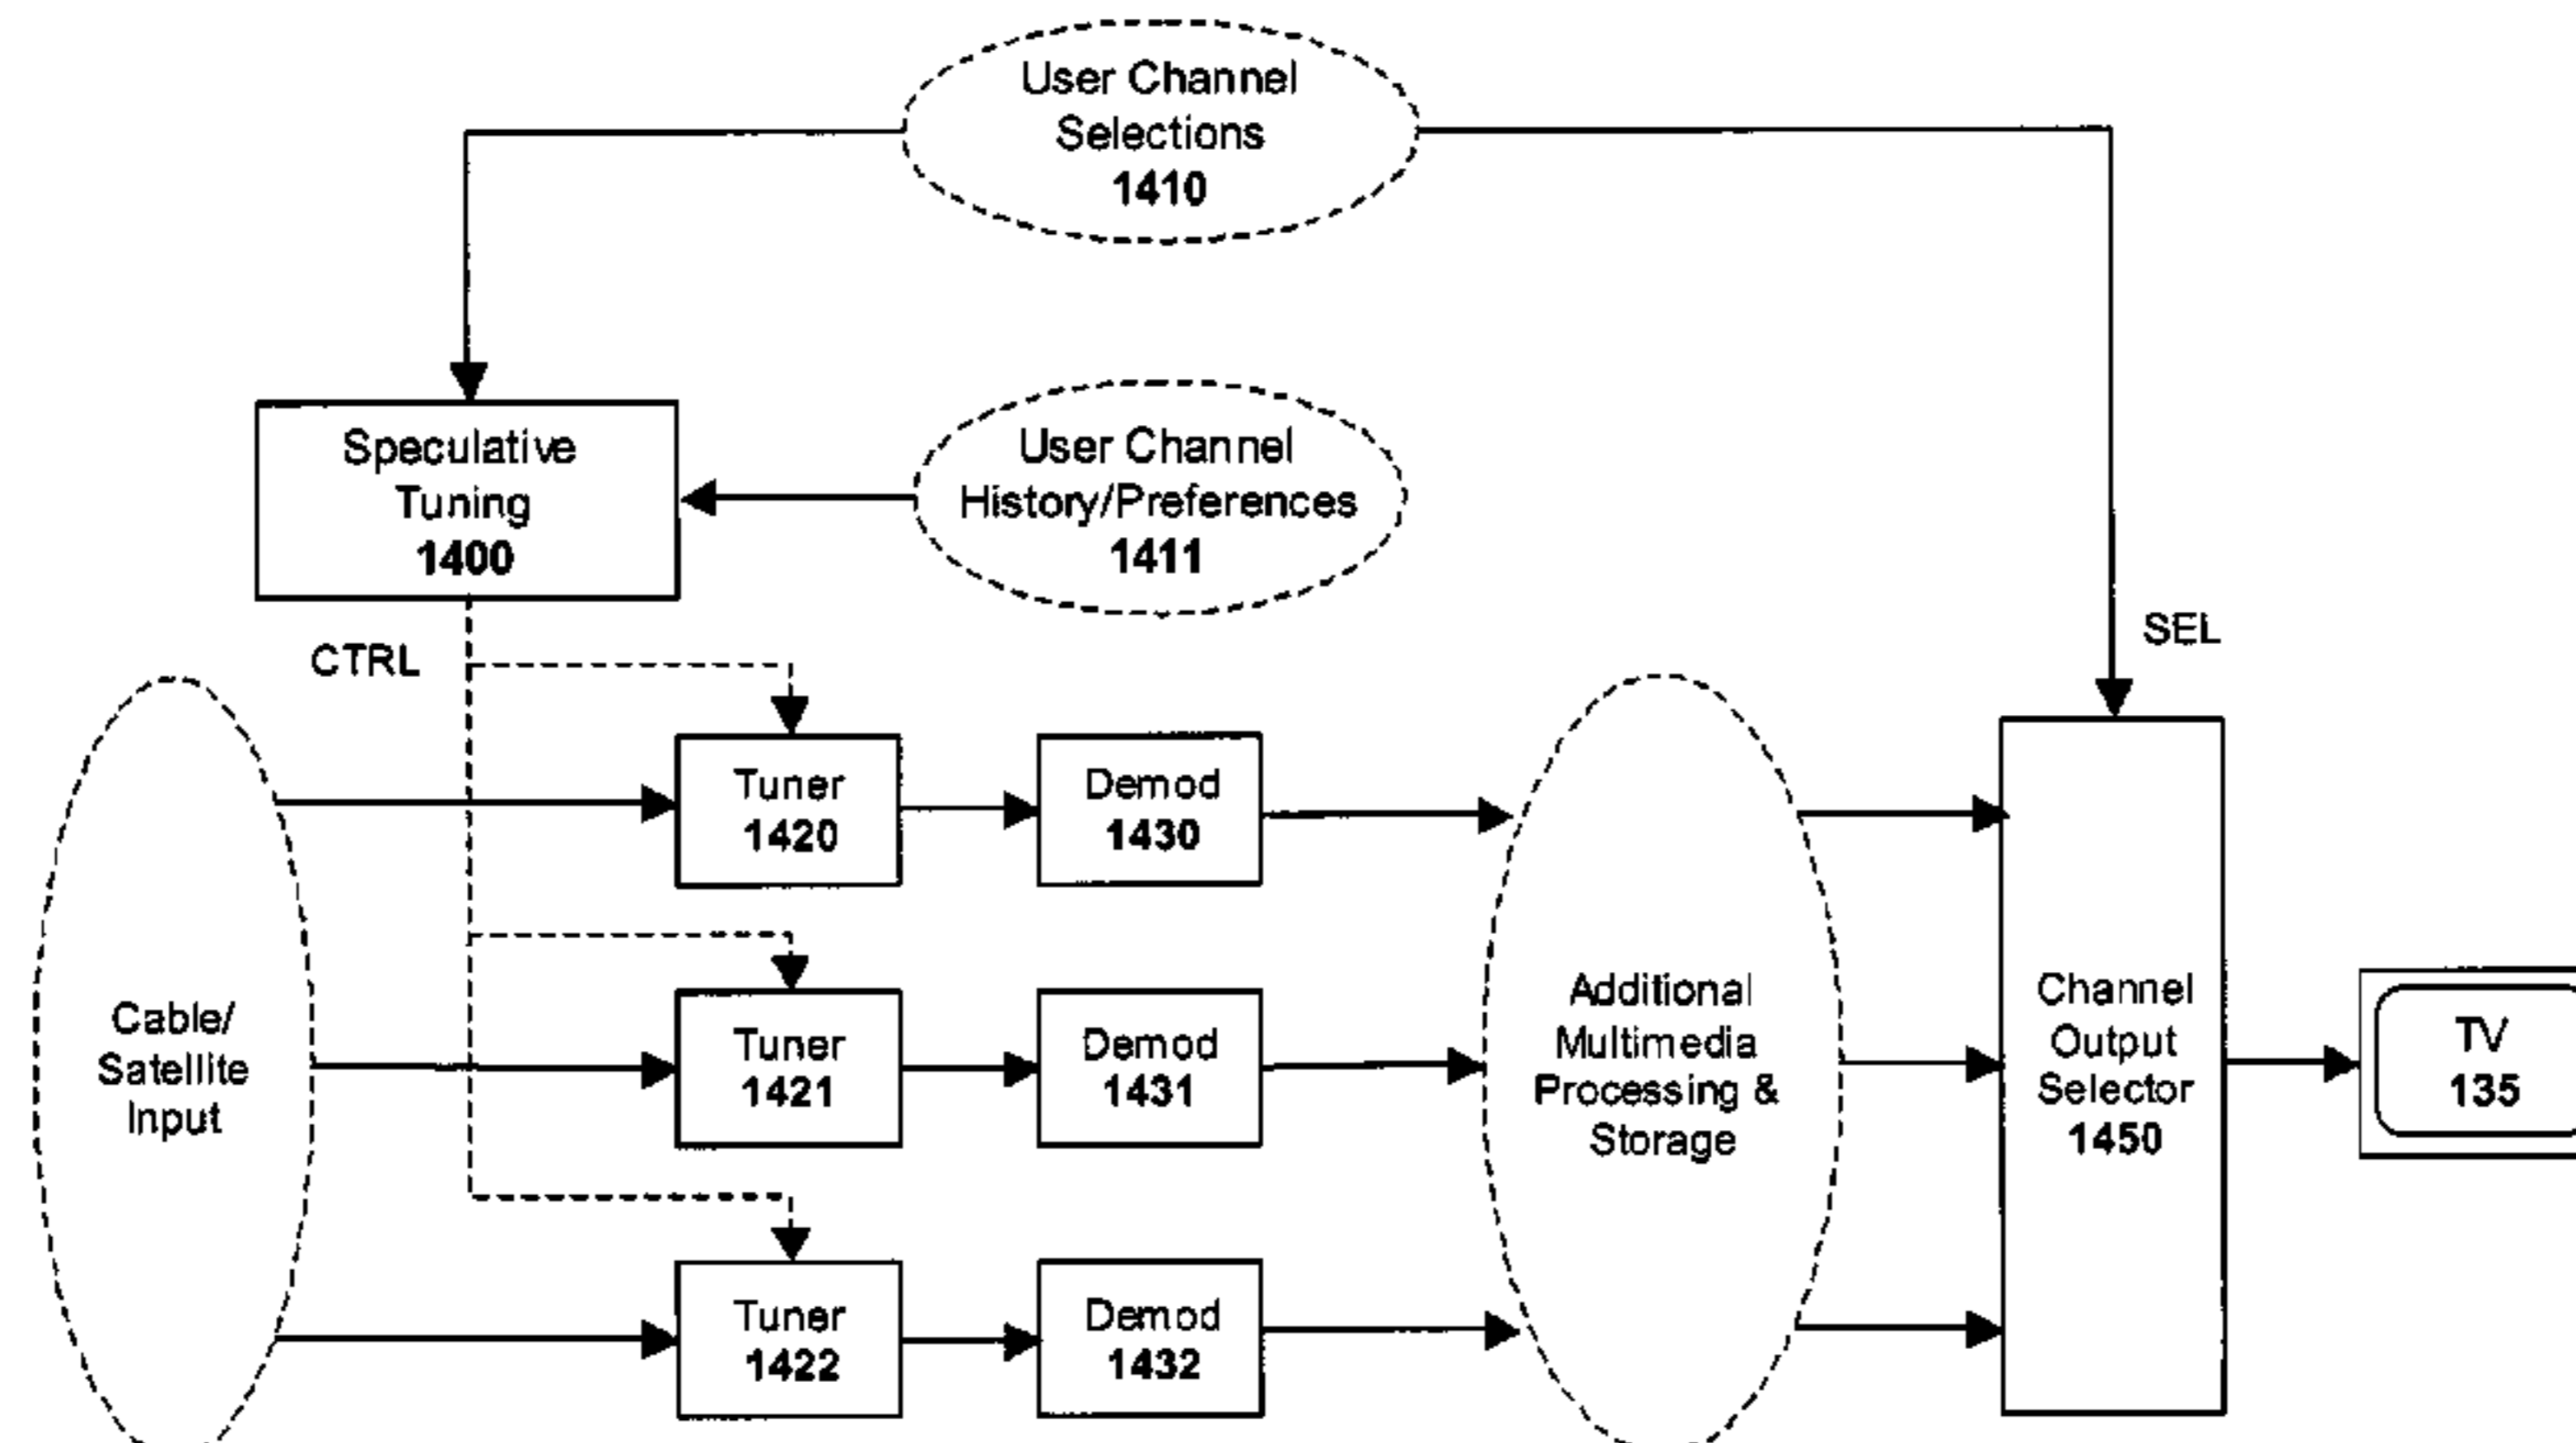 User Channel
Selections
1410
Speculative
Tuning
1400
User Channel
History/Preferences
1411
CTRL
SEL
Cable/
Satellite
Input
Tuner
1420
Demod
1430
Tuner
1421
Demod
1431
Tuner
1422
Demod
1432
Additional
Multimedia
Processing &
Storage
Channel
Output
Selector
1450
TV
135